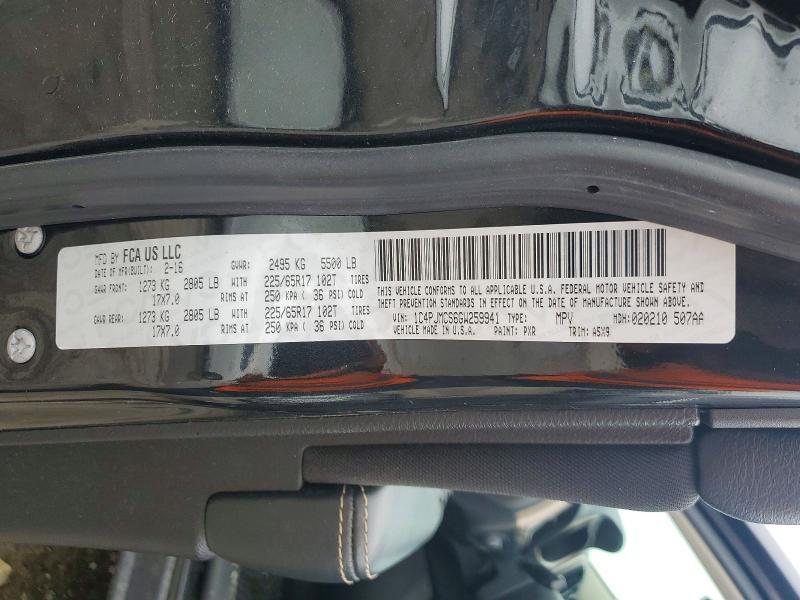 MFD BY FCA US LLC
DATE OF MFR(BUILT): 2-16 GVWR: 2495 KG 5500 LB
GAWR FRONT: 1273 KG 2805 LB WITH 225/65R17 102T TIRES
17X7.0 RIMS AT 250 KPA ( 36 PSI) COLD
GAWR REAR: 1273 KG 2805 LB WITH 225/65R17 102T TIRES
17X7.0 RIMS AT 250 KPA ( 36 PSI) COLD
THIS VEHICLE CONFORMS TO ALL APPLICABLE U.S.A. FEDERAL MOTOR VEHICLE SAFETY AND
THEFT PREVENTION STANDARDS IN EFFECT ON THE DATE OF MANUFACTURE SHOWN ABOVE.
VIN: 1C4PJMCS6GW259941 TYPE: MPV MDH: 020210 507AA
MADE IN U.S.A. PAINT: PXR TRIM: A5X9